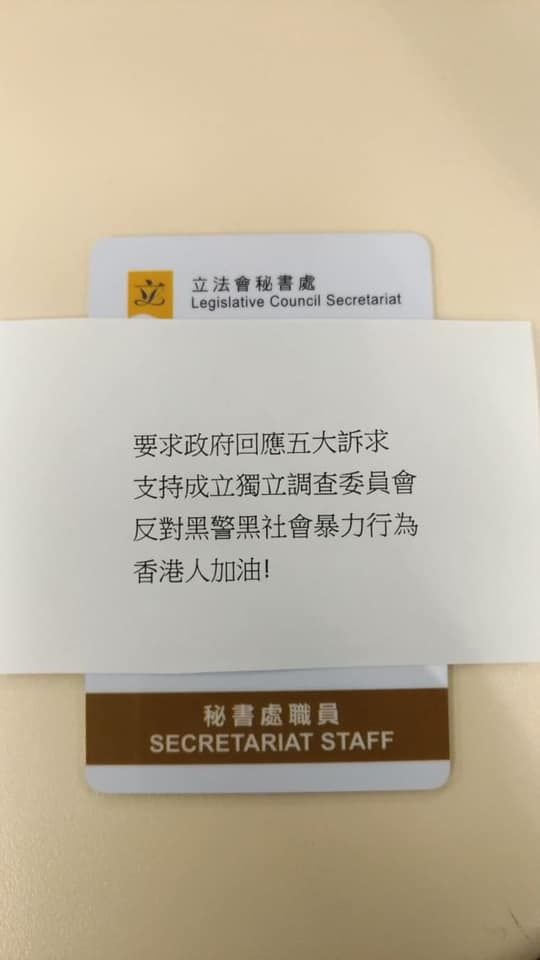 立
立法會秘書處
Legislative Council Secretariat
要求政府回應五大訴求
支持成立獨立調查委員會
反對黑警黑社會暴力行為
香港人加油!
秘書處職員
SECRETARIAT STAFF